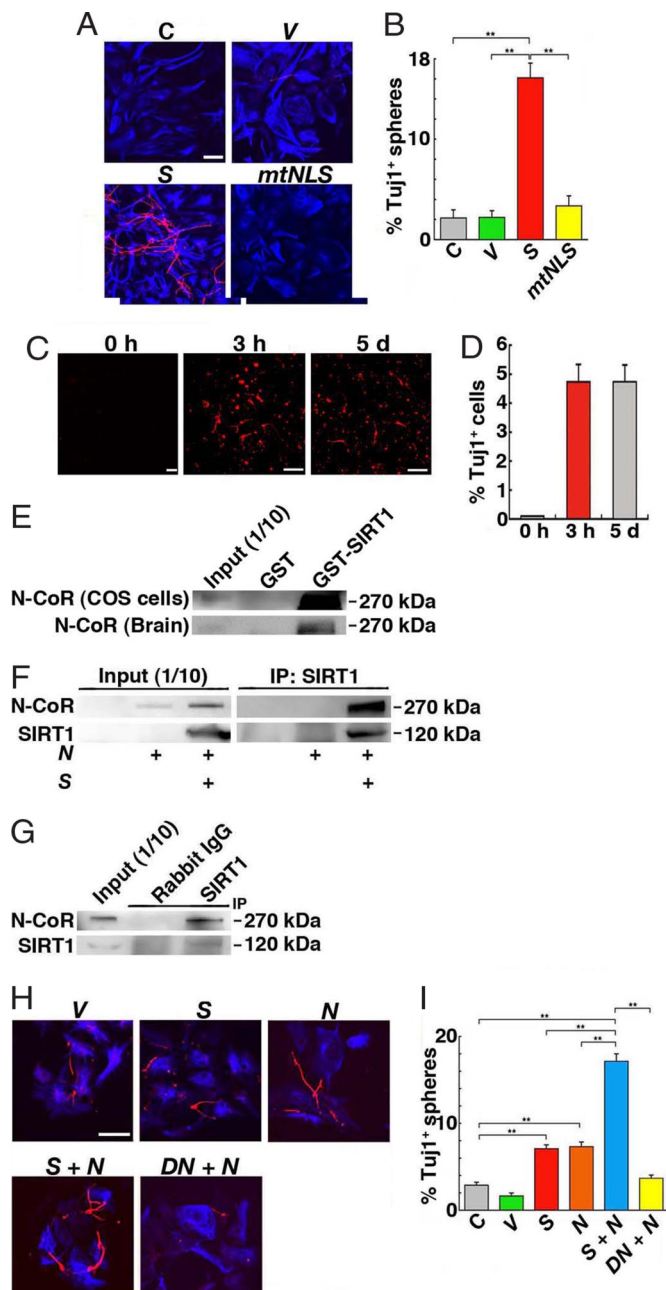 A
C
V
S
mtNLS
B
% Tuj1+ spheres
18
12
6
0
**
** **
C V S mtNLS
C
0 h 3 h 5 d
D
% Tuj1+ cells
6
5
4
3
2
1
0
0 h 3 h 5 d
E
Input (1/10) GST GST-SIRT1
N-CoR (COS cells) -270 kDa
N-CoR (Brain) -270 kDa
F
Input (1/10) IP: SIRT1
N-CoR -270 kDa
SIRT1 -120 kDa
N + + + +
S + +
G
Input (1/10) Rabbit IgG SIRT1
IP
N-CoR -270 kDa
SIRT1 -120 kDa
H
V S N
S + N DN + N
I
% Tuj1+ spheres
20
10
0
** **
**
**
**
**
C V S N S + N DN + N